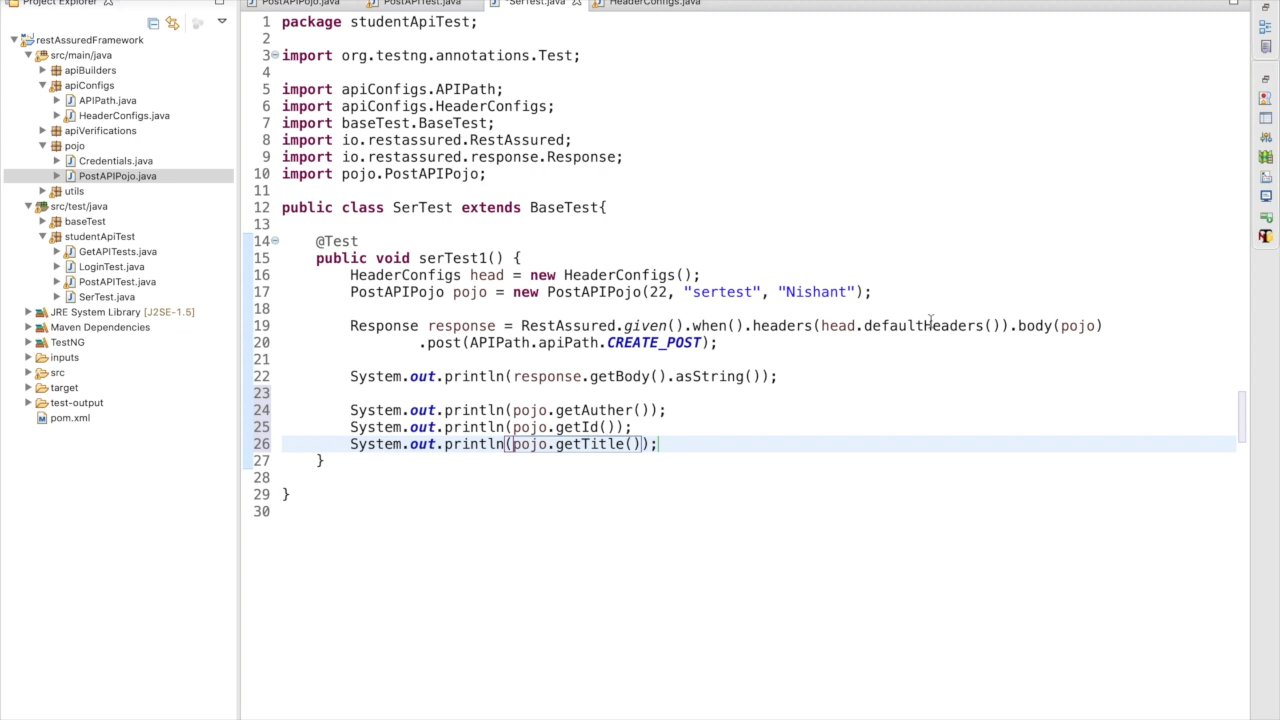 Project Explorer
restAssuredFramework
src/main/java
apiBuilders
apiConfigs
APIPath.java
HeaderConfigs.java
apiVerifications
pojo
Credentials.java
PostAPIPojo.java
utils
src/test/java
baseTest
studentApiTest
GetAPITests.java
LoginTest.java
PostAPITest.java
SerTest.java
JRE System Library [J2SE-1.5]
Maven Dependencies
TestNG
inputs
src
target
test-output
pom.xml
PostAPIPojo.java
PostAPITest.java
*SerTest.java
HeaderConfigs.java
1 package studentApiTest;
2
3 import org.testng.annotations.Test;
4
5 import apiConfigs.APIPath;
6 import apiConfigs.HeaderConfigs;
7 import baseTest.BaseTest;
8 import io.restassured.RestAssured;
9 import io.restassured.response.Response;
10 import pojo.PostAPIPojo;
11
12 public class SerTest extends BaseTest{
13
14 @Test
15 public void serTest1() {
16 HeaderConfigs head = new HeaderConfigs();
17 PostAPIPojo pojo = new PostAPIPojo(22, "sertest", "Nishant");
18
19 Response response = RestAssured.given().when().headers(head.defaultHeaders()).body(pojo)
20 .post(APIPath.apiPath.CREATE_POST);
21
22 System.out.println(response.getBody().asString());
23
24 System.out.println(pojo.getAuther());
25 System.out.println(pojo.getId());
26 System.out.println(pojo.getTitle());
27 }
28
29 }
30